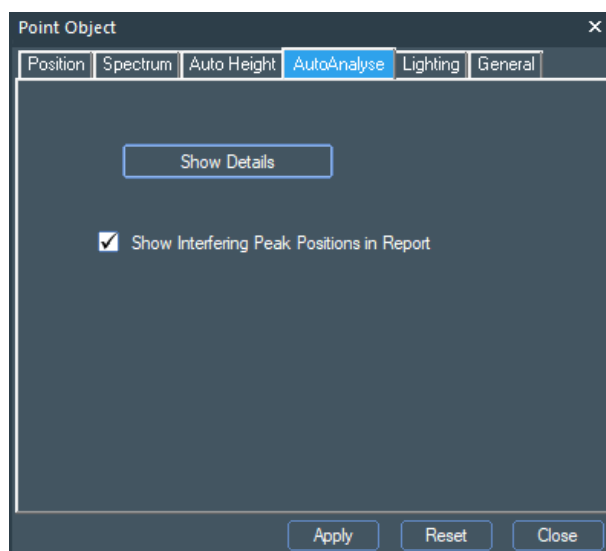 Point Object
Position Spectrum Auto Height AutoAnalyse Lighting General
Show Details
Show Interfering Peak Positions in Report
Apply Reset Close